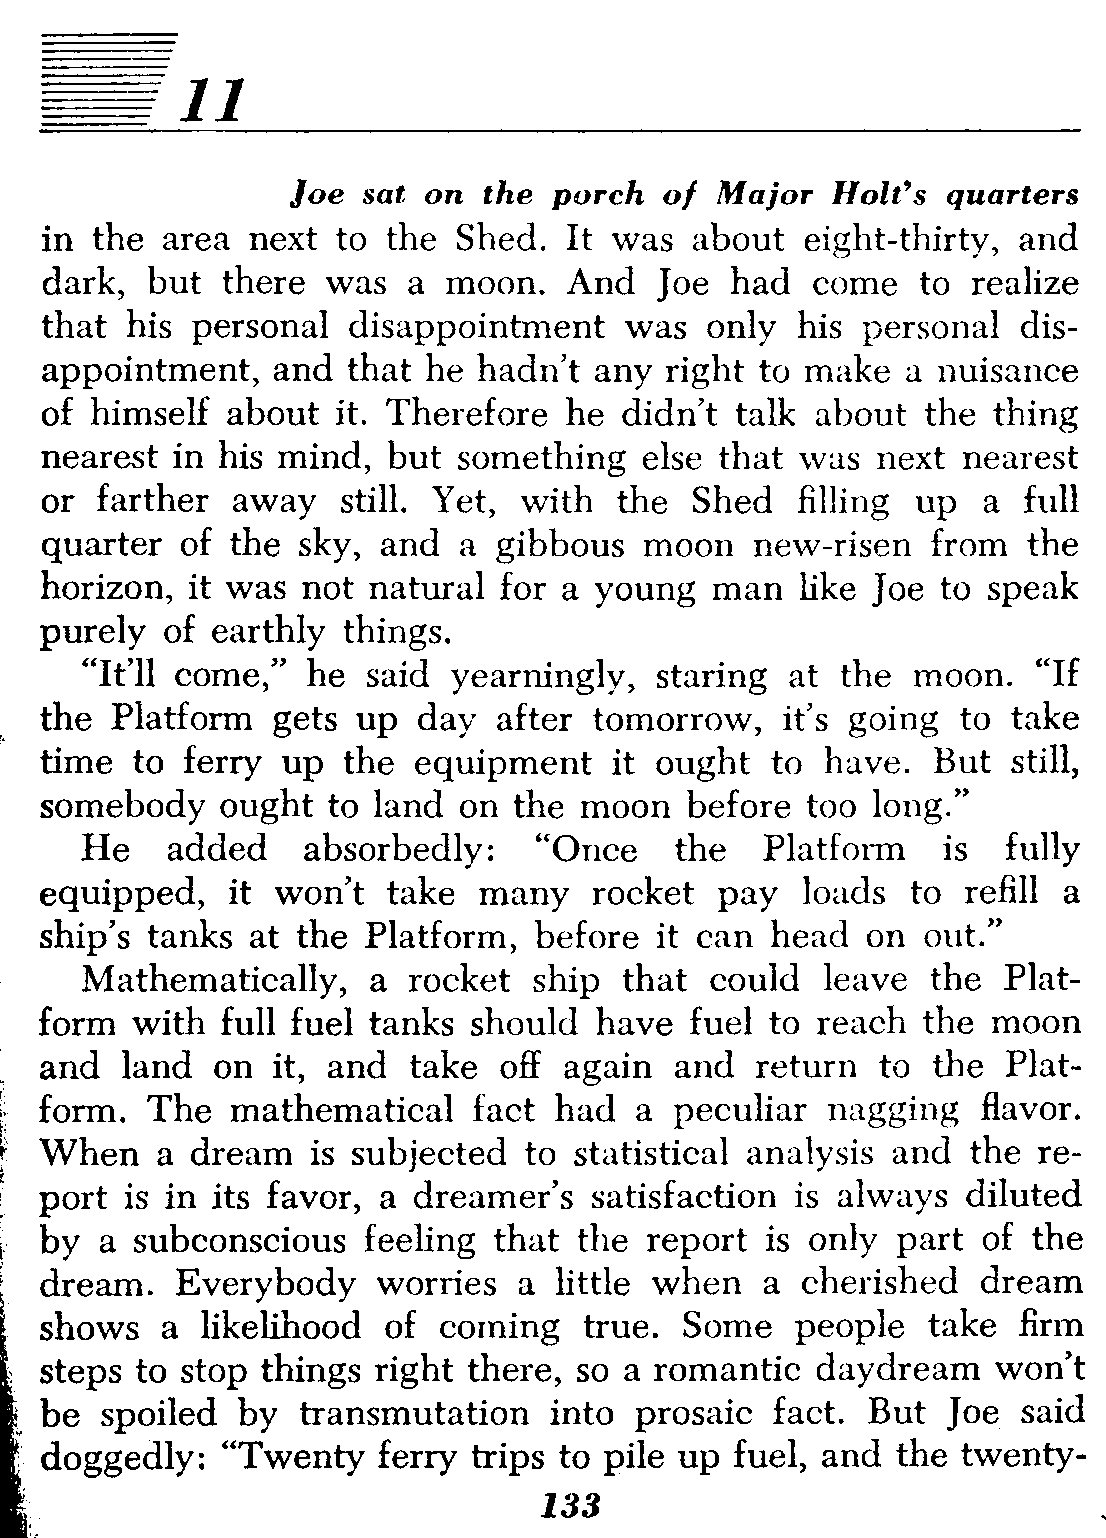 11
Joe sat on the porch of Major Holt's quarters
in the area next to the Shed. It was about eight-thirty, and
dark, but there was a moon. And Joe had come to realize
that his personal disappointment was only his personal dis-
appointment, and that he hadn't any right to make a nuisance
of himself about it. Therefore he didn't talk about the thing
nearest in his mind, but something else that was next nearest
or farther away still. Yet, with the Shed filling up a full
quarter of the sky, and a gibbous moon new-risen from the
horizon, it was not natural for a young man like Joe to speak
purely of earthly things.
“It'll come,” he said yearningly, staring at the moon. “If
the Platform gets up day after tomorrow, it's going to take
time to ferry up the equipment it ought to have. But still,
somebody ought to land on the moon before too long.”
He added absorbedly: “Once the Platform is fully
equipped, it won't take many rocket pay loads to refill a
ship's tanks at the Platform, before it can head on out.”
Mathematically, a rocket ship that could leave the Plat-
form with full fuel tanks should have fuel to reach the moon
and land on it, and take off again and return to the Plat-
form. The mathematical fact had a peculiar nagging flavor.
When a dream is subjected to statistical analysis and the re-
port is in its favor, a dreamer's satisfaction is always diluted
by a subconscious feeling that the report is only part of the
dream. Everybody worries a little when a cherished dream
shows a likelihood of coming true. Some people take firm
steps to stop things right there, so a romantic daydream won't
be spoiled by transmutation into prosaic fact. But Joe said
doggedly: “Twenty ferry trips to pile up fuel, and the twenty-
133